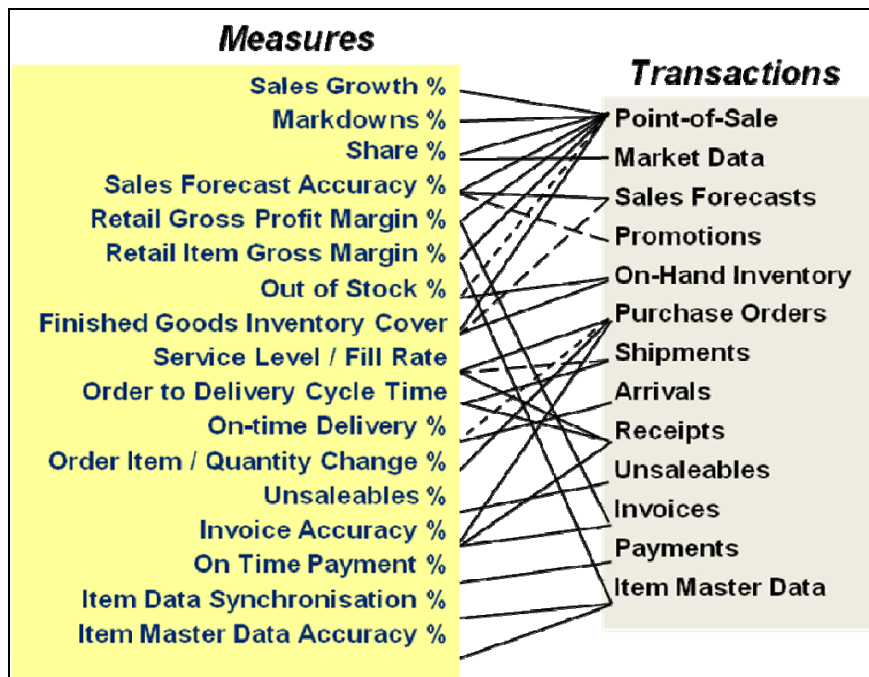 Measures
Sales Growth %
Markdowns %
Share %
Sales Forecast Accuracy %
Retail Gross Profit Margin %
Retail Item Gross Margin %
Out of Stock %
Finished Goods Inventory Cover
Service Level / Fill Rate
Order to Delivery Cycle Time
On-time Delivery %
Order Item / Quantity Change %
Unsaleables %
Invoice Accuracy %
On Time Payment %
Item Data Synchronisation %
Item Master Data Accuracy %
Transactions
Point-of-Sale
Market Data
Sales Forecasts
Promotions
On-Hand Inventory
Purchase Orders
Shipments
Arrivals
Receipts
Unsaleables
Invoices
Payments
Item Master Data